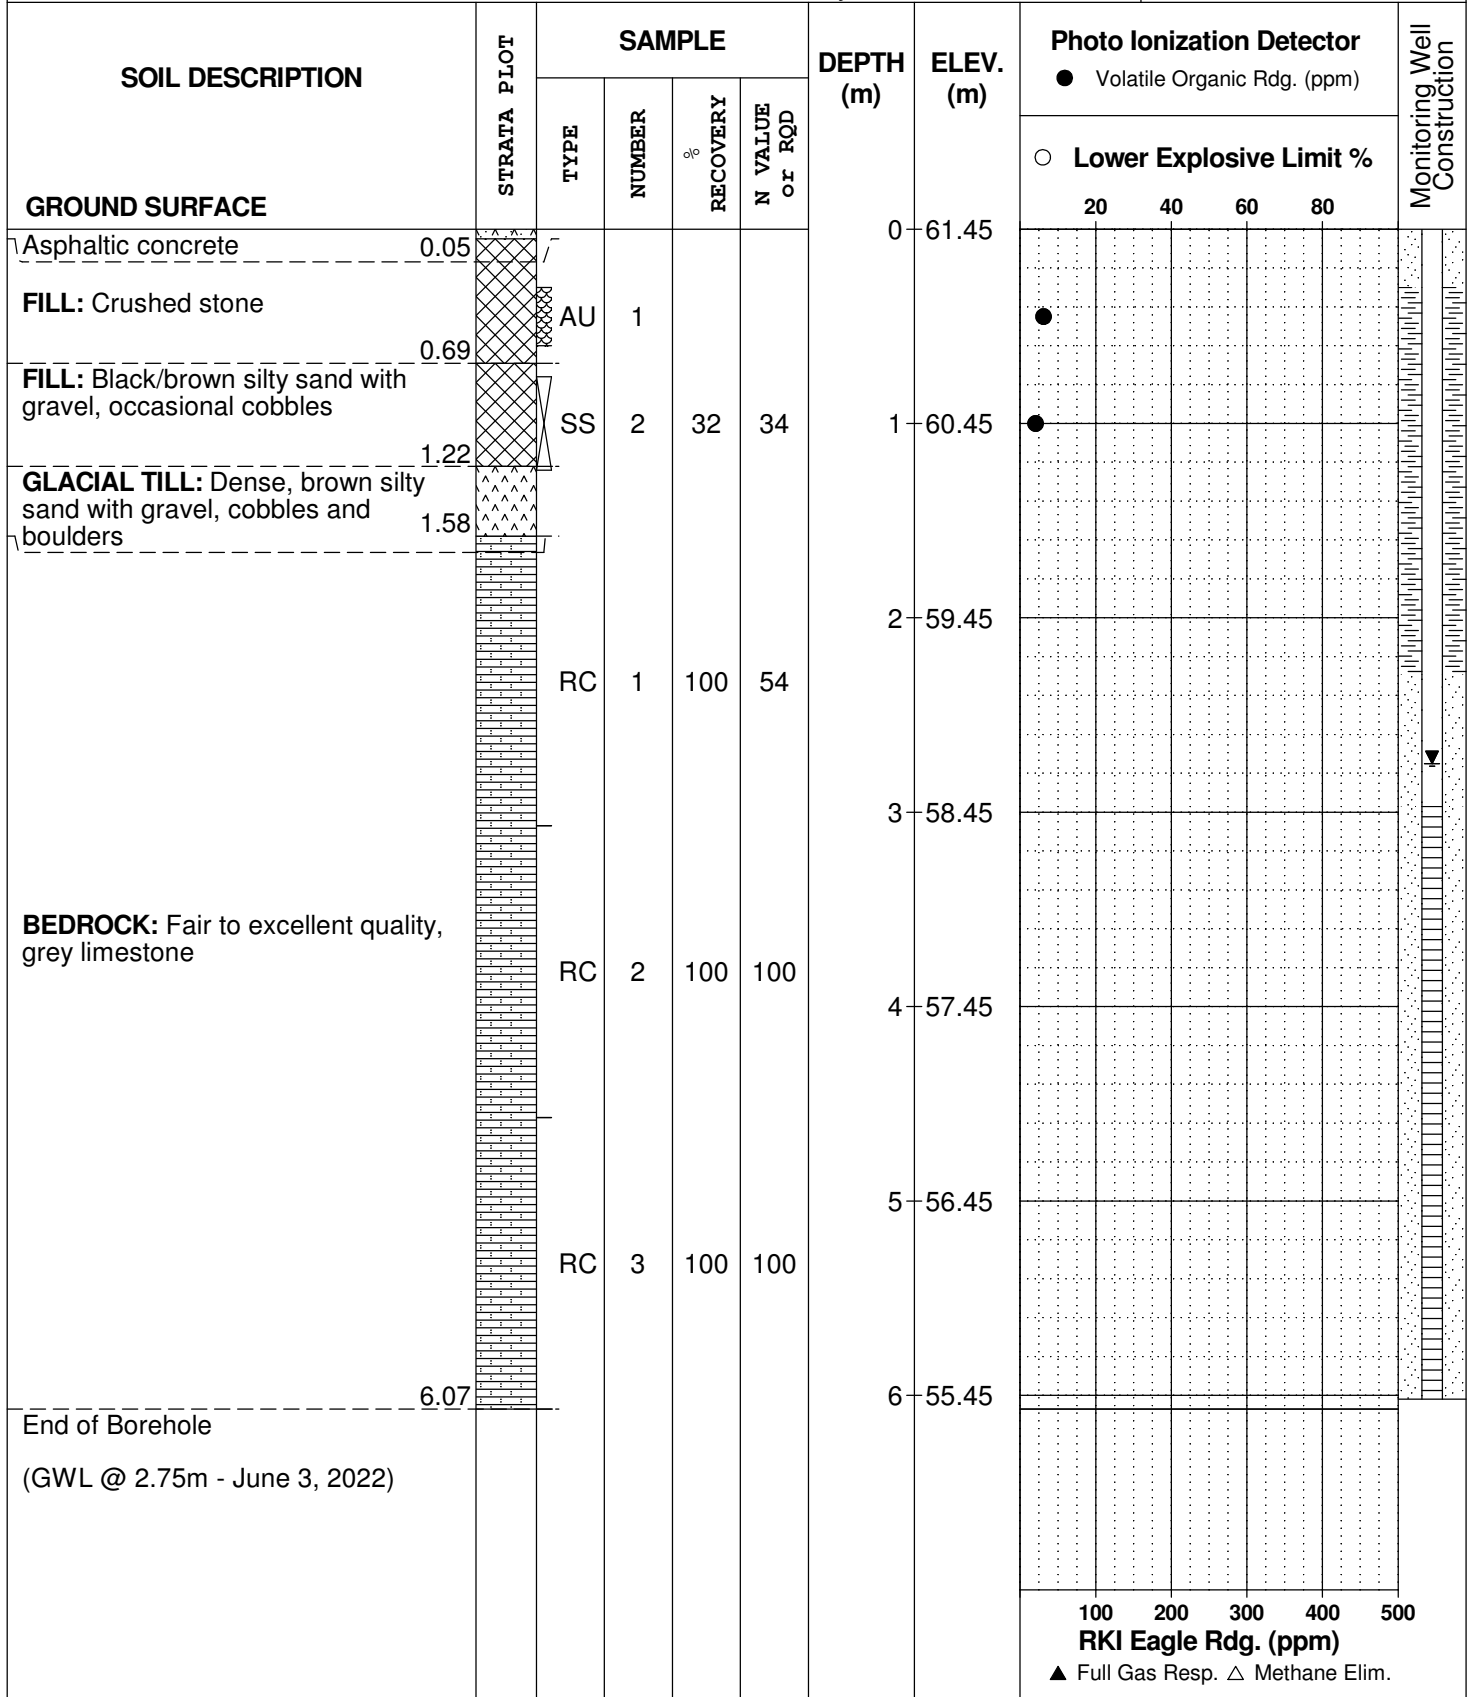 SOIL DESCRIPTION
GROUND SURFACE
STRATA PLOT
SAMPLE
TYPE
NUMBER
%
RECOVERY
N VALUE
or RQD
DEPTH
(m)
ELEV.
(m)
Photo Ionization Detector
● Volatile Organic Rdg. (ppm)
○ Lower Explosive Limit %
20 40 60 80
Monitoring Well
Construction
0 61.45
Asphaltic concrete 0.05
FILL: Crushed stone
AU 1
0.69
FILL: Black/brown silty sand with
gravel, occasional cobbles
SS 2 32 34
1 60.45
1.22
GLACIAL TILL: Dense, brown silty
sand with gravel, cobbles and
1.58
boulders
2 59.45
RC 1 100 54
3 58.45
BEDROCK: Fair to excellent quality,
grey limestone
RC 2 100 100
4 57.45
5 56.45
RC 3 100 100
6.07
6 55.45
End of Borehole
(GWL @ 2.75m - June 3, 2022)
100 200 300 400 500
RKI Eagle Rdg. (ppm)
▲ Full Gas Resp. △ Methane Elim.